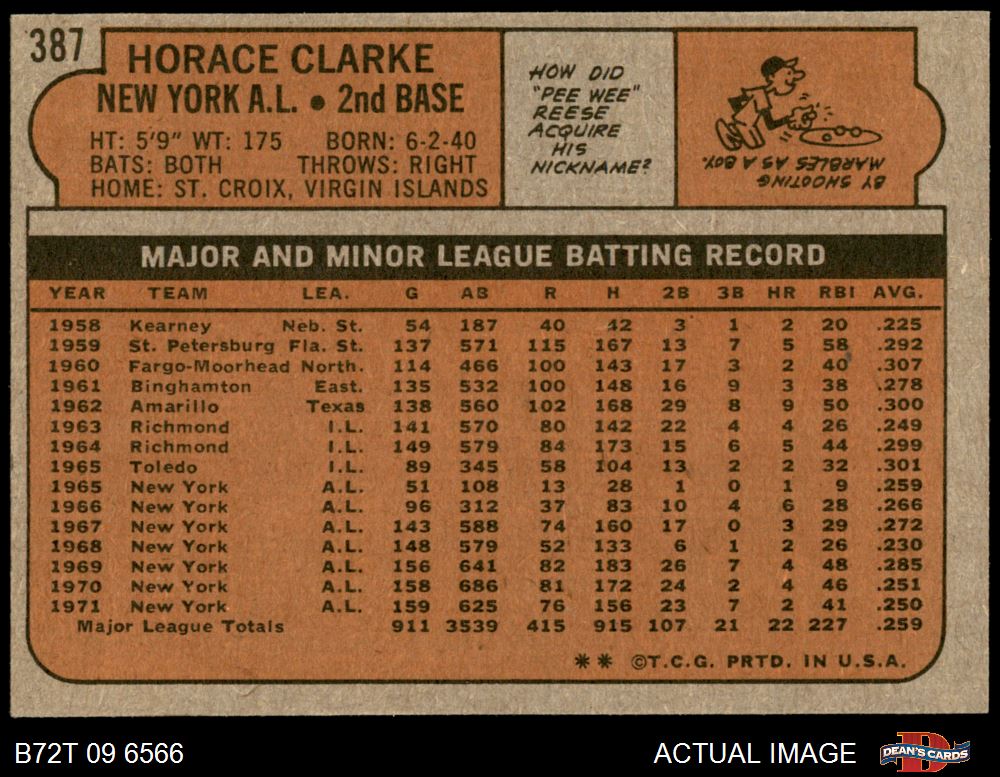 387
HORACE CLARKE
NEW YORK A.L. • 2nd BASE
HT: 5'9" WT: 175 BORN: 6-2-40
BATS: BOTH THROWS: RIGHT
HOME: ST. CROIX, VIRGIN ISLANDS
HOW DID
"PEE WEE"
REESE
ACQUIRE
HIS
NICKNAME?
BY SHOOTING
MARBLES AS A BOY.
MAJOR AND MINOR LEAGUE BATTING RECORD
YEAR TEAM LEA. G AB R H 2B 3B HR RBI AVG.
1958 Kearney Neb. St. 54 187 40 42 3 1 2 20 .225
1959 St. Petersburg Fla. St. 137 571 115 167 13 7 5 58 .292
1960 Fargo-Moorhead North. 114 466 100 143 17 3 2 40 .307
1961 Binghamton East. 135 532 100 148 16 9 3 38 .278
1962 Amarillo Texas 138 560 102 168 29 8 9 50 .300
1963 Richmond I.L. 141 570 80 142 22 4 4 26 .249
1964 Richmond I.L. 149 579 84 173 15 6 5 44 .299
1965 Toledo I.L. 89 345 58 104 13 2 2 32 .301
1965 New York A.L. 51 108 13 28 1 0 1 9 .259
1966 New York A.L. 96 312 37 83 10 4 6 28 .266
1967 New York A.L. 143 588 74 160 17 0 3 29 .272
1968 New York A.L. 148 579 52 133 6 1 2 26 .230
1969 New York A.L. 156 641 82 183 26 7 4 48 .285
1970 New York A.L. 158 686 81 172 24 2 4 46 .251
1971 New York A.L. 159 625 76 156 23 7 2 41 .250
Major League Totals 911 3539 415 915 107 21 22 227 .259
** ©T.C.G. PRTD. IN U.S.A.
B72T 09 6566
ACTUAL IMAGE
D
DEAN'S CARDS